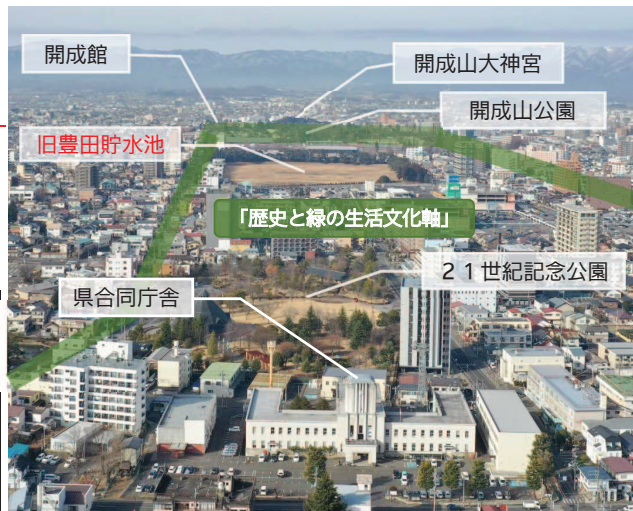 開成館
開成山大神宮
開成山公園
旧豊田貯水池
「歴史と緑の生活文化軸」
21世紀記念公園
県合同庁舎